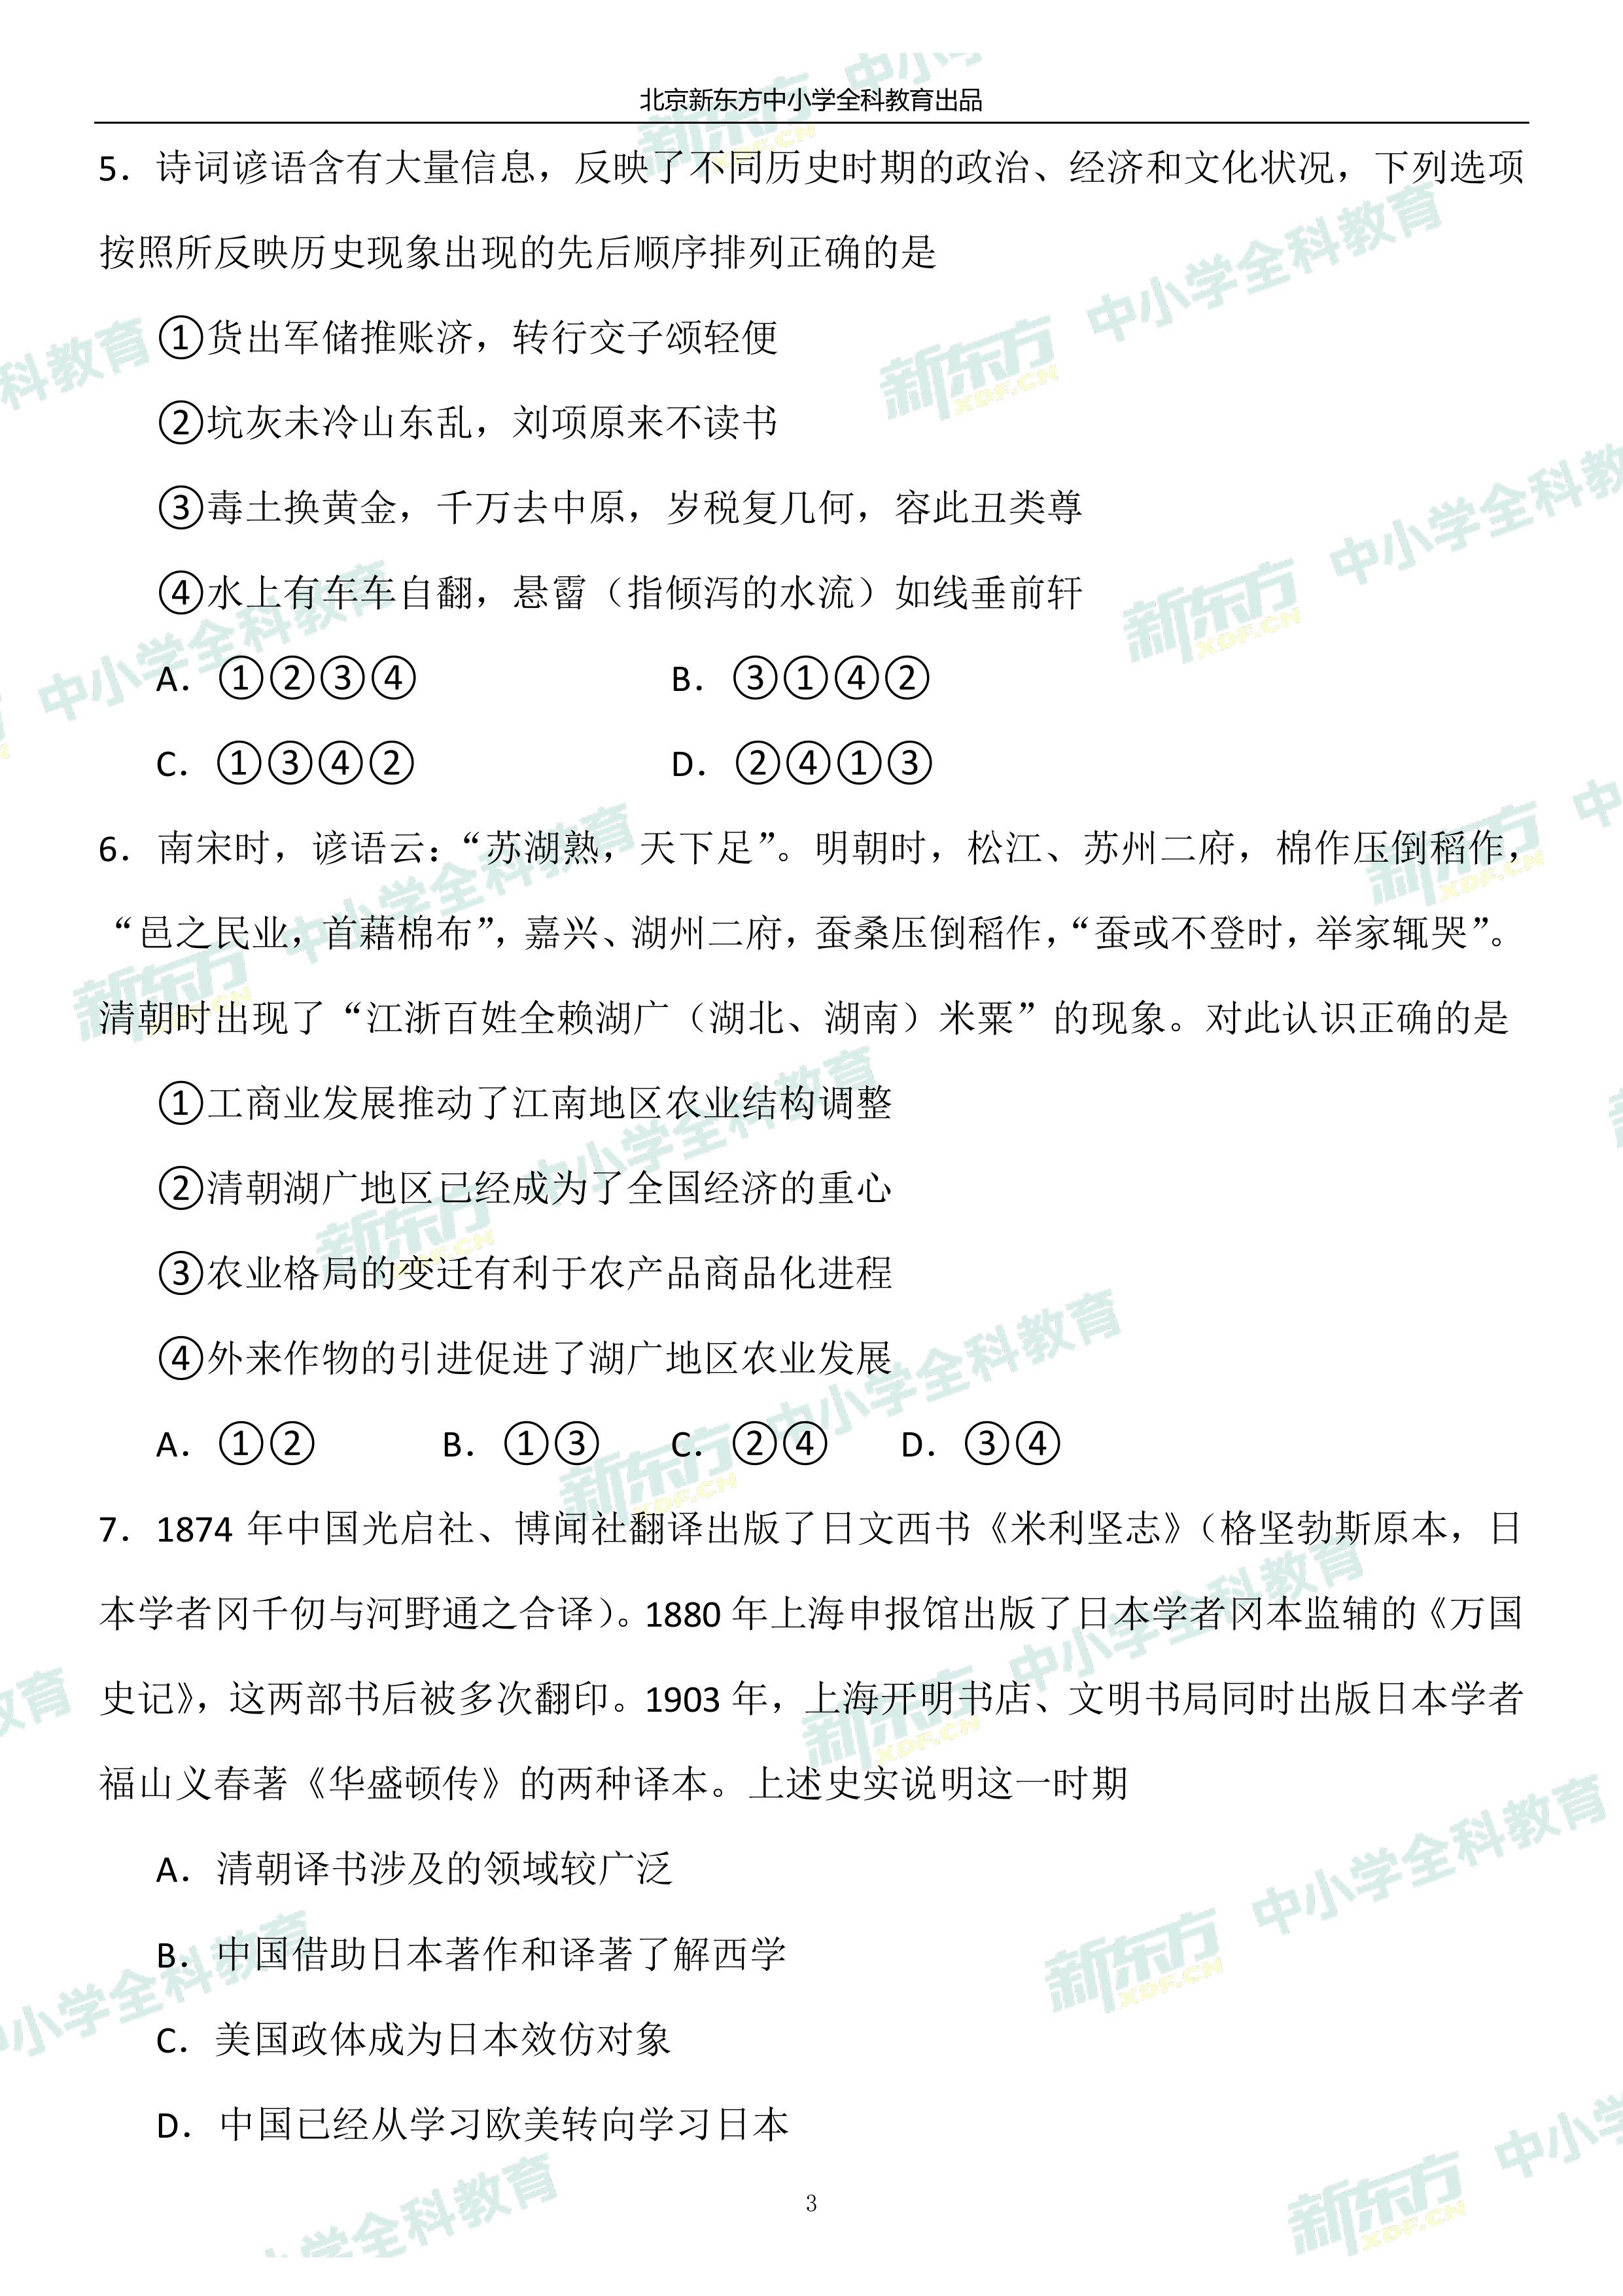 北京新东方中小学全科教育出品
5．诗词谚语含有大量信息，反映了不同历史时期的政治、经济和文化状况，下列选项
按照所反映历史现象出现的先后顺序排列正确的是
①货出军储推账济，转行交子颂轻便
②坑灰未冷山东乱，刘项原来不读书
③毒土换黄金，千万去中原，岁税复几何，容此丑类尊
④水上有车车自翻，悬霤（指倾泻的水流）如线垂前轩
A．①②③④ B．③①④②
C．①③④② D．②④①③
6．南宋时，谚语云：“苏湖熟，天下足”。明朝时，松江、苏州二府，棉作压倒稻作，
“邑之民业，首藉棉布”，嘉兴、湖州二府，蚕桑压倒稻作，“蚕或不登时，举家辄哭”。
清朝时出现了“江浙百姓全赖湖广（湖北、湖南）米粟”的现象。对此认识正确的是
①工商业发展推动了江南地区农业结构调整
②清朝湖广地区已经成为了全国经济的重心
③农业格局的变迁有利于农产品商品化进程
④外来作物的引进促进了湖广地区农业发展
A．①② B．①③ C．②④ D．③④
7．1874 年中国光启社、博闻社翻译出版了日文西书《米利坚志》（格坚勃斯原本，日
本学者冈千仞与河野通之合译）。1880 年上海申报馆出版了日本学者冈本监辅的《万国
史记》，这两部书后被多次翻印。1903 年，上海开明书店、文明书局同时出版日本学者
福山义春著《华盛顿传》的两种译本。上述史实说明这一时期
A．清朝译书涉及的领域较广泛
B．中国借助日本著作和译著了解西学
C．美国政体成为日本效仿对象
D．中国已经从学习欧美转向学习日本
3
新东方 XDF.CN 中小学全科教育